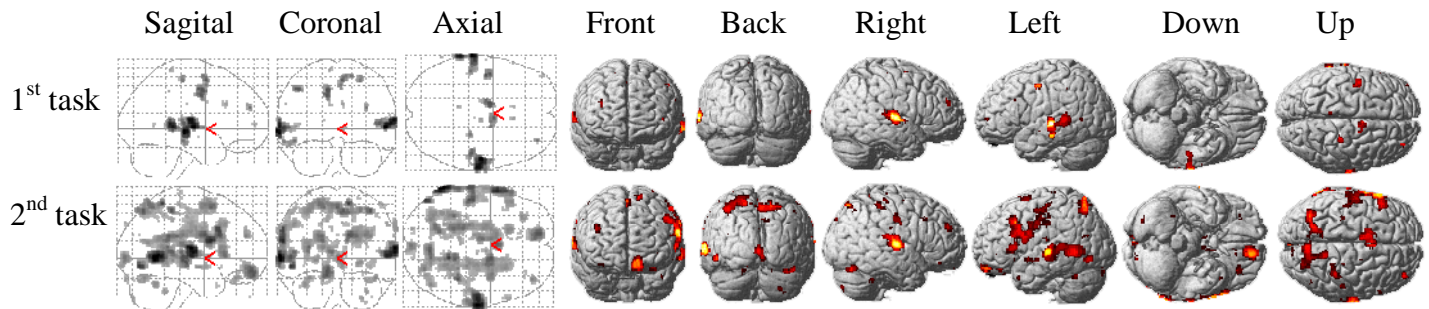 Sagital Coronal Axial Front Back Right Left Down Up
1st task
2nd task